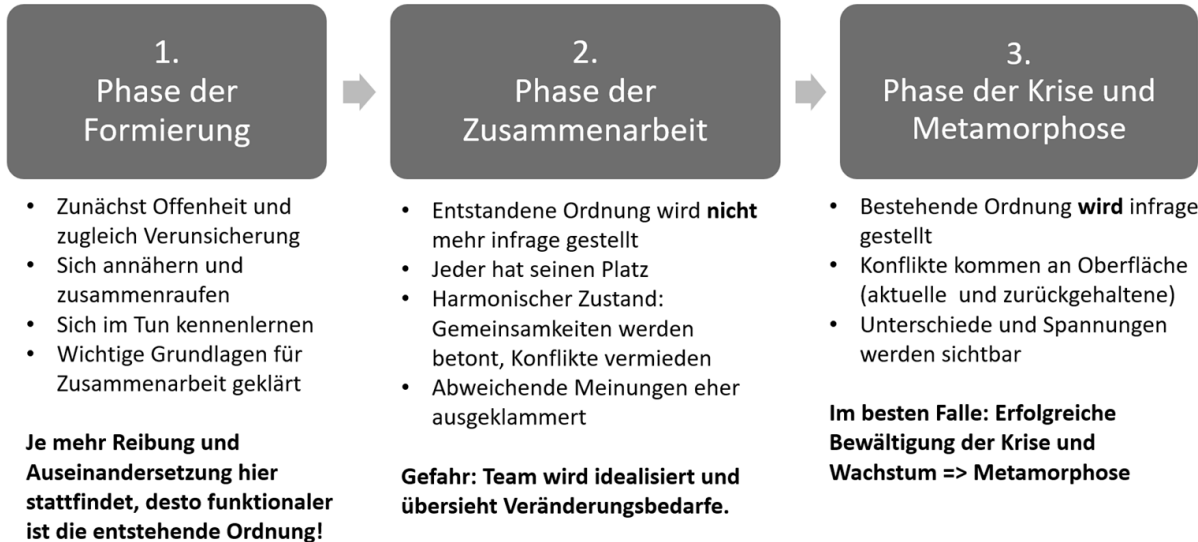 1.
Phase der
Formierung
• Zunächst Offenheit und
zugleich Verunsicherung
• Sich annähern und
zusammenraufen
• Sich im Tun kennenlernen
• Wichtige Grundlagen für
Zusammenarbeit geklärt
Je mehr Reibung und
Auseinandersetzung hier
stattfindet, desto funktionaler
ist die entstehende Ordnung!
2.
Phase der
Zusammenarbeit
• Entstandene Ordnung wird nicht
mehr infrage gestellt
• Jeder hat seinen Platz
• Harmonischer Zustand:
Gemeinsamkeiten werden
betont, Konflikte vermieden
• Abweichende Meinungen eher
ausgeklammert
Gefahr: Team wird idealisiert und
übersieht Veränderungsbedarfe.
3.
Phase der Krise und
Metamorphose
• Bestehende Ordnung wird infrage
gestellt
• Konflikte kommen an Oberfläche
(aktuelle  und zurückgehaltene)
• Unterschiede und Spannungen
werden sichtbar
Im besten Falle: Erfolgreiche
Bewältigung der Krise und
Wachstum => Metamorphose